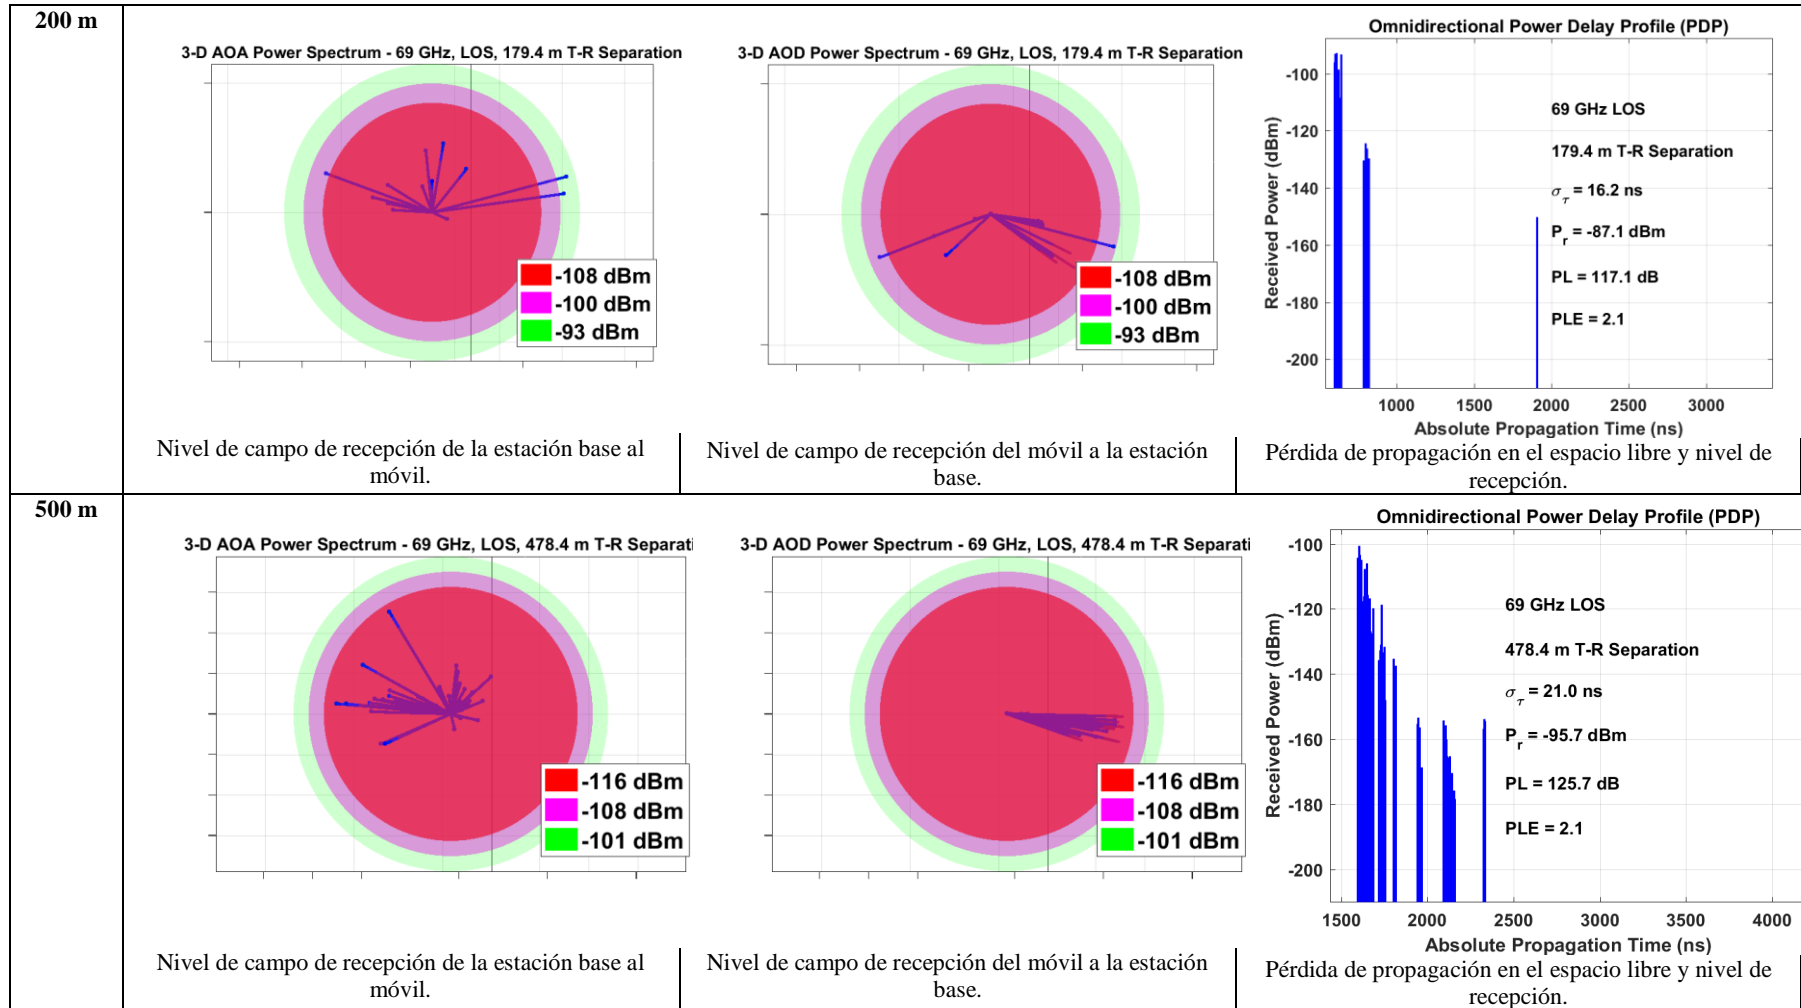 200 m
3-D AOA Power Spectrum - 69 GHz, LOS, 179.4 m T-R Separation
-108 dBm
-100 dBm
-93 dBm
Nivel de campo de recepción de la estación base al
móvil.
3-D AOD Power Spectrum - 69 GHz, LOS, 179.4 m T-R Separation
-108 dBm
-100 dBm
-93 dBm
Nivel de campo de recepción del móvil a la estación
base.
Omnidirectional Power Delay Profile (PDP)
Received Power (dBm)
-100
-120
-140
-160
-180
-200
69 GHz LOS
179.4 m T-R Separation
στ = 16.2 ns
Pr = -87.1 dBm
PL = 117.1 dB
PLE = 2.1
1000 1500 2000 2500 3000
Absolute Propagation Time (ns)
Pérdida de propagación en el espacio libre y nivel de
recepción.
500 m
3-D AOA Power Spectrum - 69 GHz, LOS, 478.4 m T-R Separati
-116 dBm
-108 dBm
-101 dBm
Nivel de campo de recepción de la estación base al
móvil.
3-D AOD Power Spectrum - 69 GHz, LOS, 478.4 m T-R Separati
-116 dBm
-108 dBm
-101 dBm
Nivel de campo de recepción del móvil a la estación
base.
Omnidirectional Power Delay Profile (PDP)
Received Power (dBm)
-100
-120
-140
-160
-180
-200
69 GHz LOS
478.4 m T-R Separation
στ = 21.0 ns
Pr = -95.7 dBm
PL = 125.7 dB
PLE = 2.1
1500 2000 2500 3000 3500 4000
Absolute Propagation Time (ns)
Pérdida de propagación en el espacio libre y nivel de
recepción.